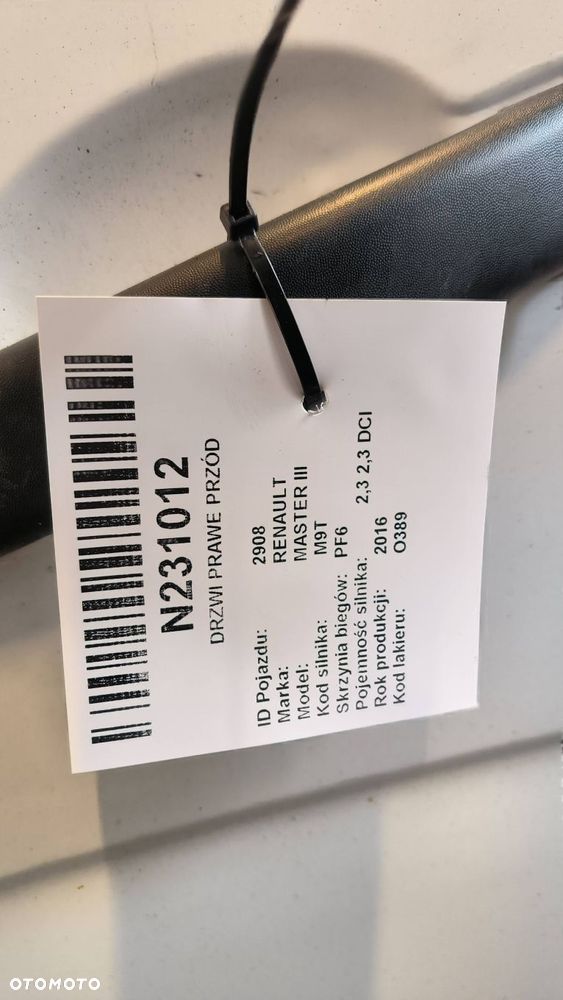 N231012
DRZWI PRAWE PRZÓD
ID Pojazdu: 2908
Marka: RENAULT
Model: MASTER III
Kod silnika: M9T
Skrzynia biegów: PF6
Pojemność silnika: 2,3 2,3 DCI
Rok produkcji: 2016
Kod lakieru: O389
OTOMOTO